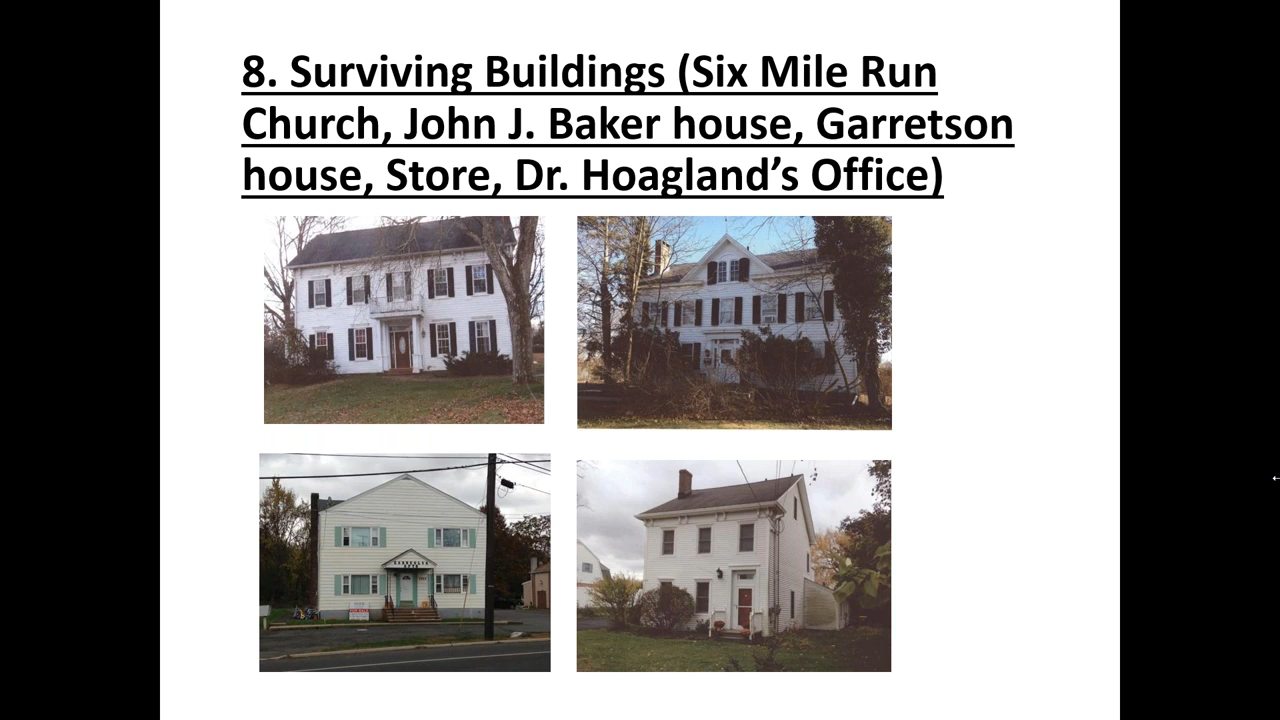 8. Surviving Buildings (Six Mile Run
Church, John J. Baker house, Garretson
house, Store, Dr. Hoagland’s Office)